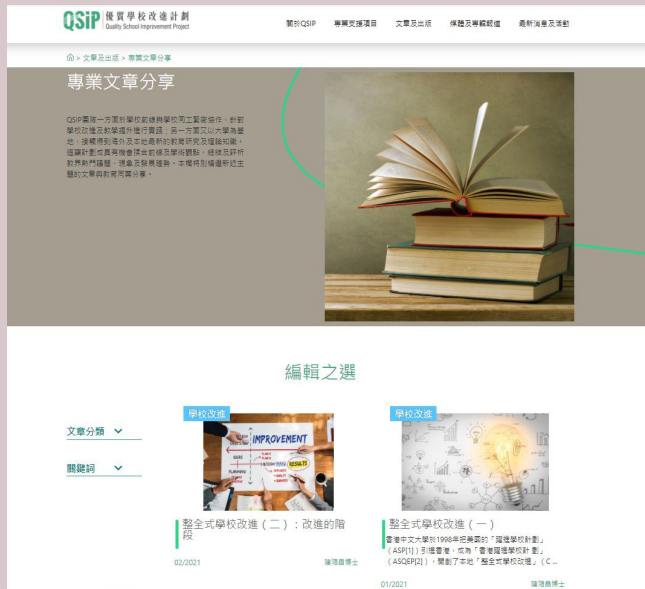 QSIP 優質學校改進計劃
Quality School Improvement Project
關於QSIP 專業支援項目 文章及出版 媒體及專輯報道 最新消息及活動
> 文章及出版 > 專業文章分享
專業文章分享
QSIP團隊一方面於學校前線與學校同工緊密協作，針對
學校改進及教學提升進行實踐；另一方面又以大學為基
地，接觸得到海外及本地最新的教育研究及理論知識。
這讓計劃成員有機會揉合前線及學術觀點，梳理及評析
教界熱門議題、現象及發展趨勢。本欄特別精選新近主
題的文章與教育同業分享。
編輯之選
文章分類
關鍵詞
學校改進
IMPROVEMENT
IDEAS
PLANNING
RESULTS
整全式學校改進（二）：改進的階
段
02/2021
學校改進
整全式學校改進（一）
香港中文大學於1998年把美國的「躍進學校計劃」
（ASP[1]）引進香港，成為「香港躍進學校計劃」
（ASQEP[2]），開創了本地「整全式學校改進」（C ...
01/2021